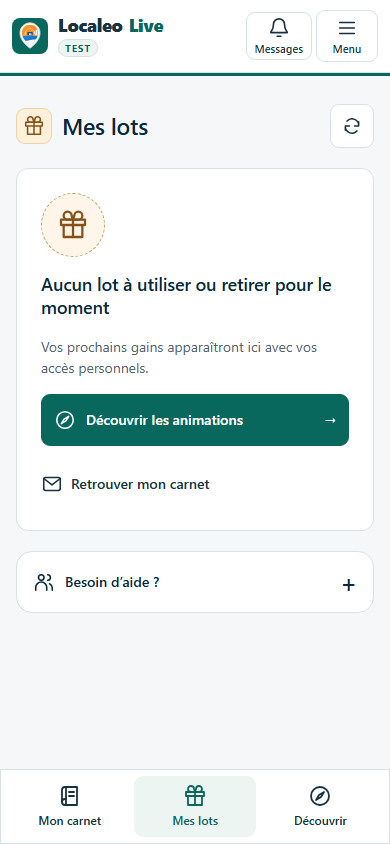 Localeo Live
TEST
Messages
Menu
Mes lots
Aucun lot à utiliser ou retirer pour le
moment
Vos prochains gains apparaîtront ici avec vos
accès personnels.
Découvrir les animations →
Retrouver mon carnet
Besoin d’aide ?
+
Mon carnet
Mes lots
Découvrir